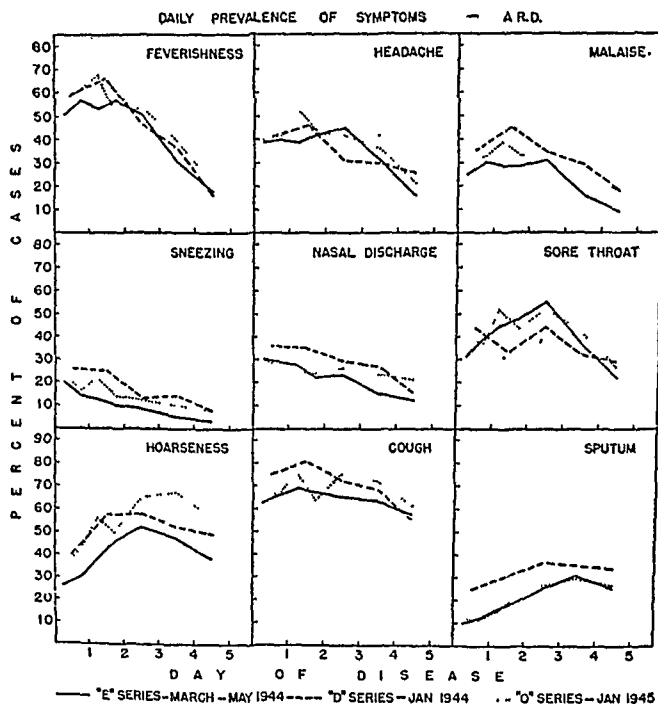 DAILY PREVALENCE OF SYMPTOMS — A R.D.
PERCENT OF CASES
80
70
60
50
40
30
20
10
FEVERISHNESS
HEADACHE
MALAISE.
80
70
60
50
40
30
20
10
SNEEZING
NASAL DISCHARGE
SORE THROAT
90
80
70
60
50
40
30
20
10
HOARSENESS
COUGH
SPUTUM
1 2 3 4 5 1 2 3 4 5 1 2 3 4 5
DAY OF DISEASE
"E" SERIES-MARCH-MAY 1944 "D" SERIES-JAN 1944 "O" SERIES-JAN 1945